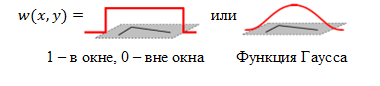 w(x, y) = или
1 – в окне, 0 – вне окна Функция Гаусса